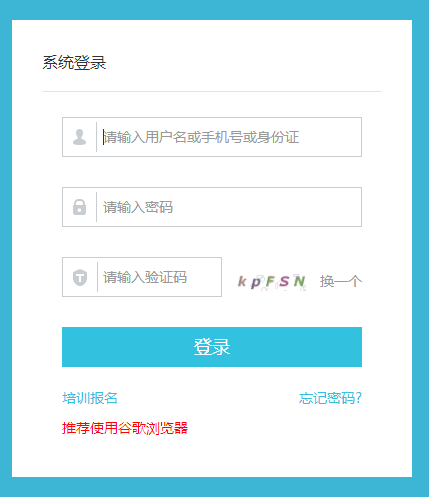 系统登录
请输入用户名或手机号或身份证
请输入密码
请输入验证码 kpFSN 换一个
登录
培训报名 忘记密码?
推荐使用谷歌浏览器